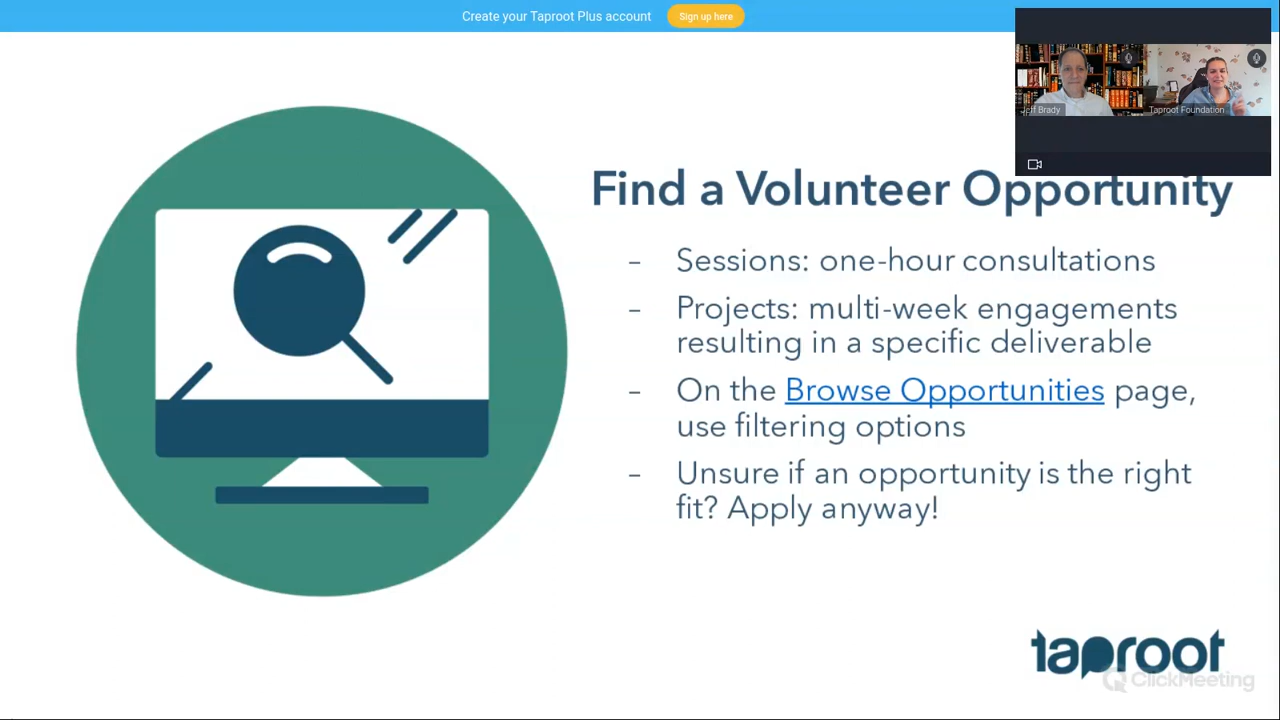 Create your Taproot Plus account Sign up here
Jeff Brady Taproot Foundation
Find a Volunteer Opportunity
- Sessions: one-hour consultations
- Projects: multi-week engagements
resulting in a specific deliverable
- On the Browse Opportunities page,
use filtering options
- Unsure if an opportunity is the right
fit? Apply anyway!
taproot
ClickMeeting